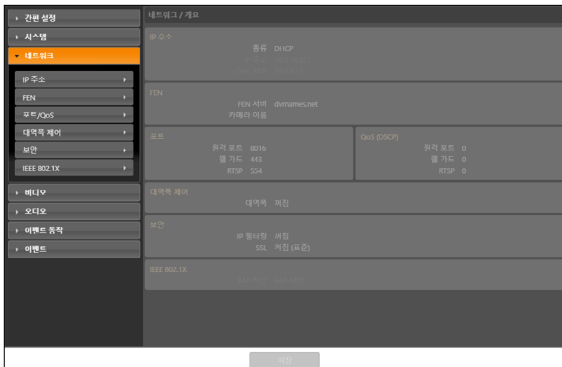 간편 설정
시스템
네트워크
IP 주소
FEN
포트/QoS
대역폭 제어
보안
IEEE 802.1X
비디오
오디오
이벤트 동작
이벤트
네트워크 / 개요
IP 주소
종류 DHCP
FEN
FEN 서버 dvrnames.net
카메라 이름
포트
원격 포트 8016
웹 가드 443
RTSP 554
QoS (DSCP)
원격 포트 0
웹 가드 0
RTSP 0
대역폭 제어
대역폭 꺼짐
보안
IP 필터링 꺼짐
SSL 켜짐 (표준)
IEEE 802.1X